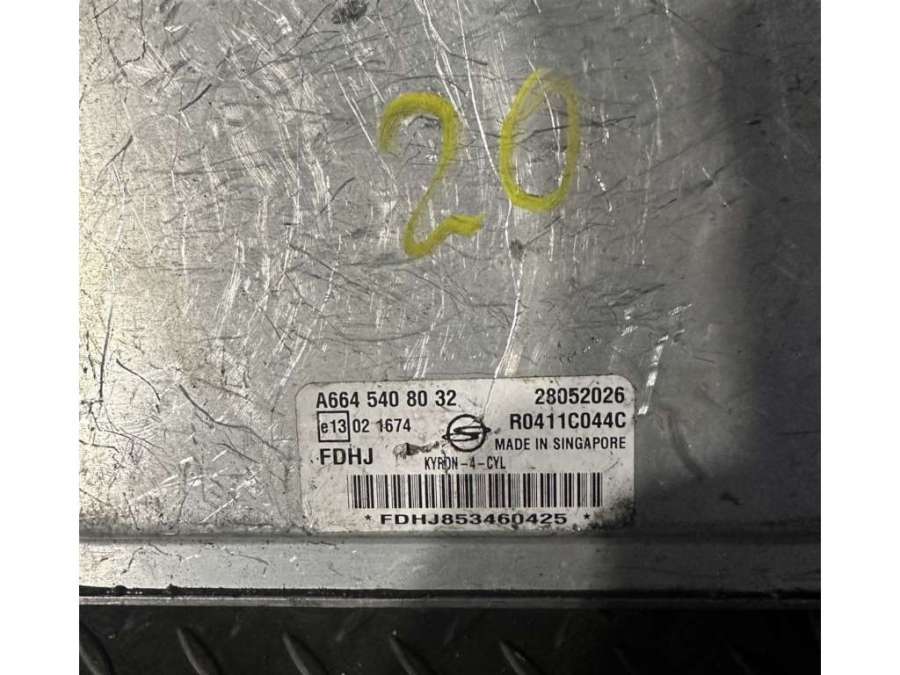 20
A664 540 80 32 28052026
e13 02 1674 R0411C044C
MADE IN SINGAPORE
FDHJ
KYRON-4-CYL
* FDHJ853460425 *